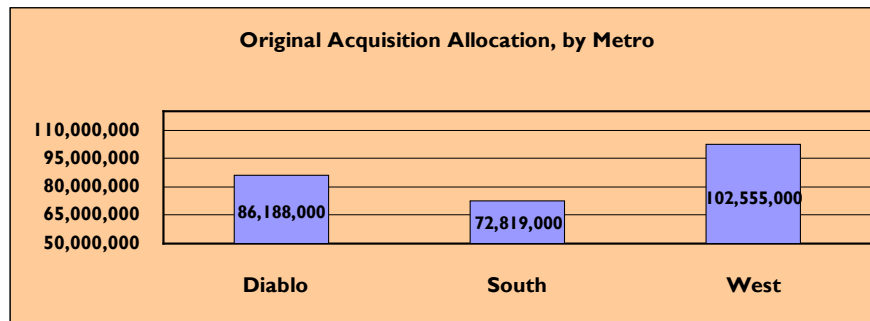 Original Acquisition Allocation, by Metro
110,000,000
95,000,000
80,000,000
65,000,000
50,000,000
86,188,000
72,819,000
102,555,000
Diablo
South
West